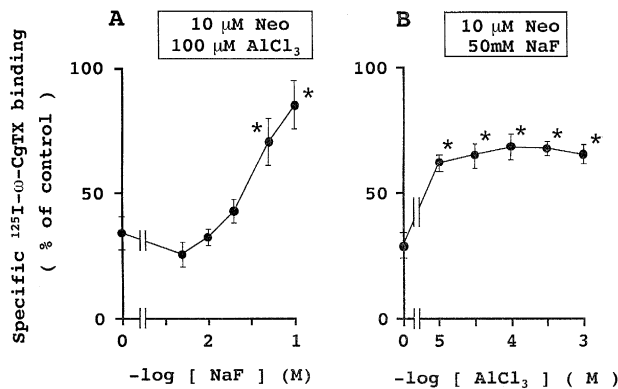 A
10 μM Neo
100 μM AlCl3
B
10 μM Neo
50mM NaF
Specific 125I-ω-CgTX binding
( % of control )
100
50
0
*
*
0
2
1
-log [ NaF ] (M)
100
50
0
*
*
*
*
*
0
5
4
3
-log [ AlCl3 ] ( M )